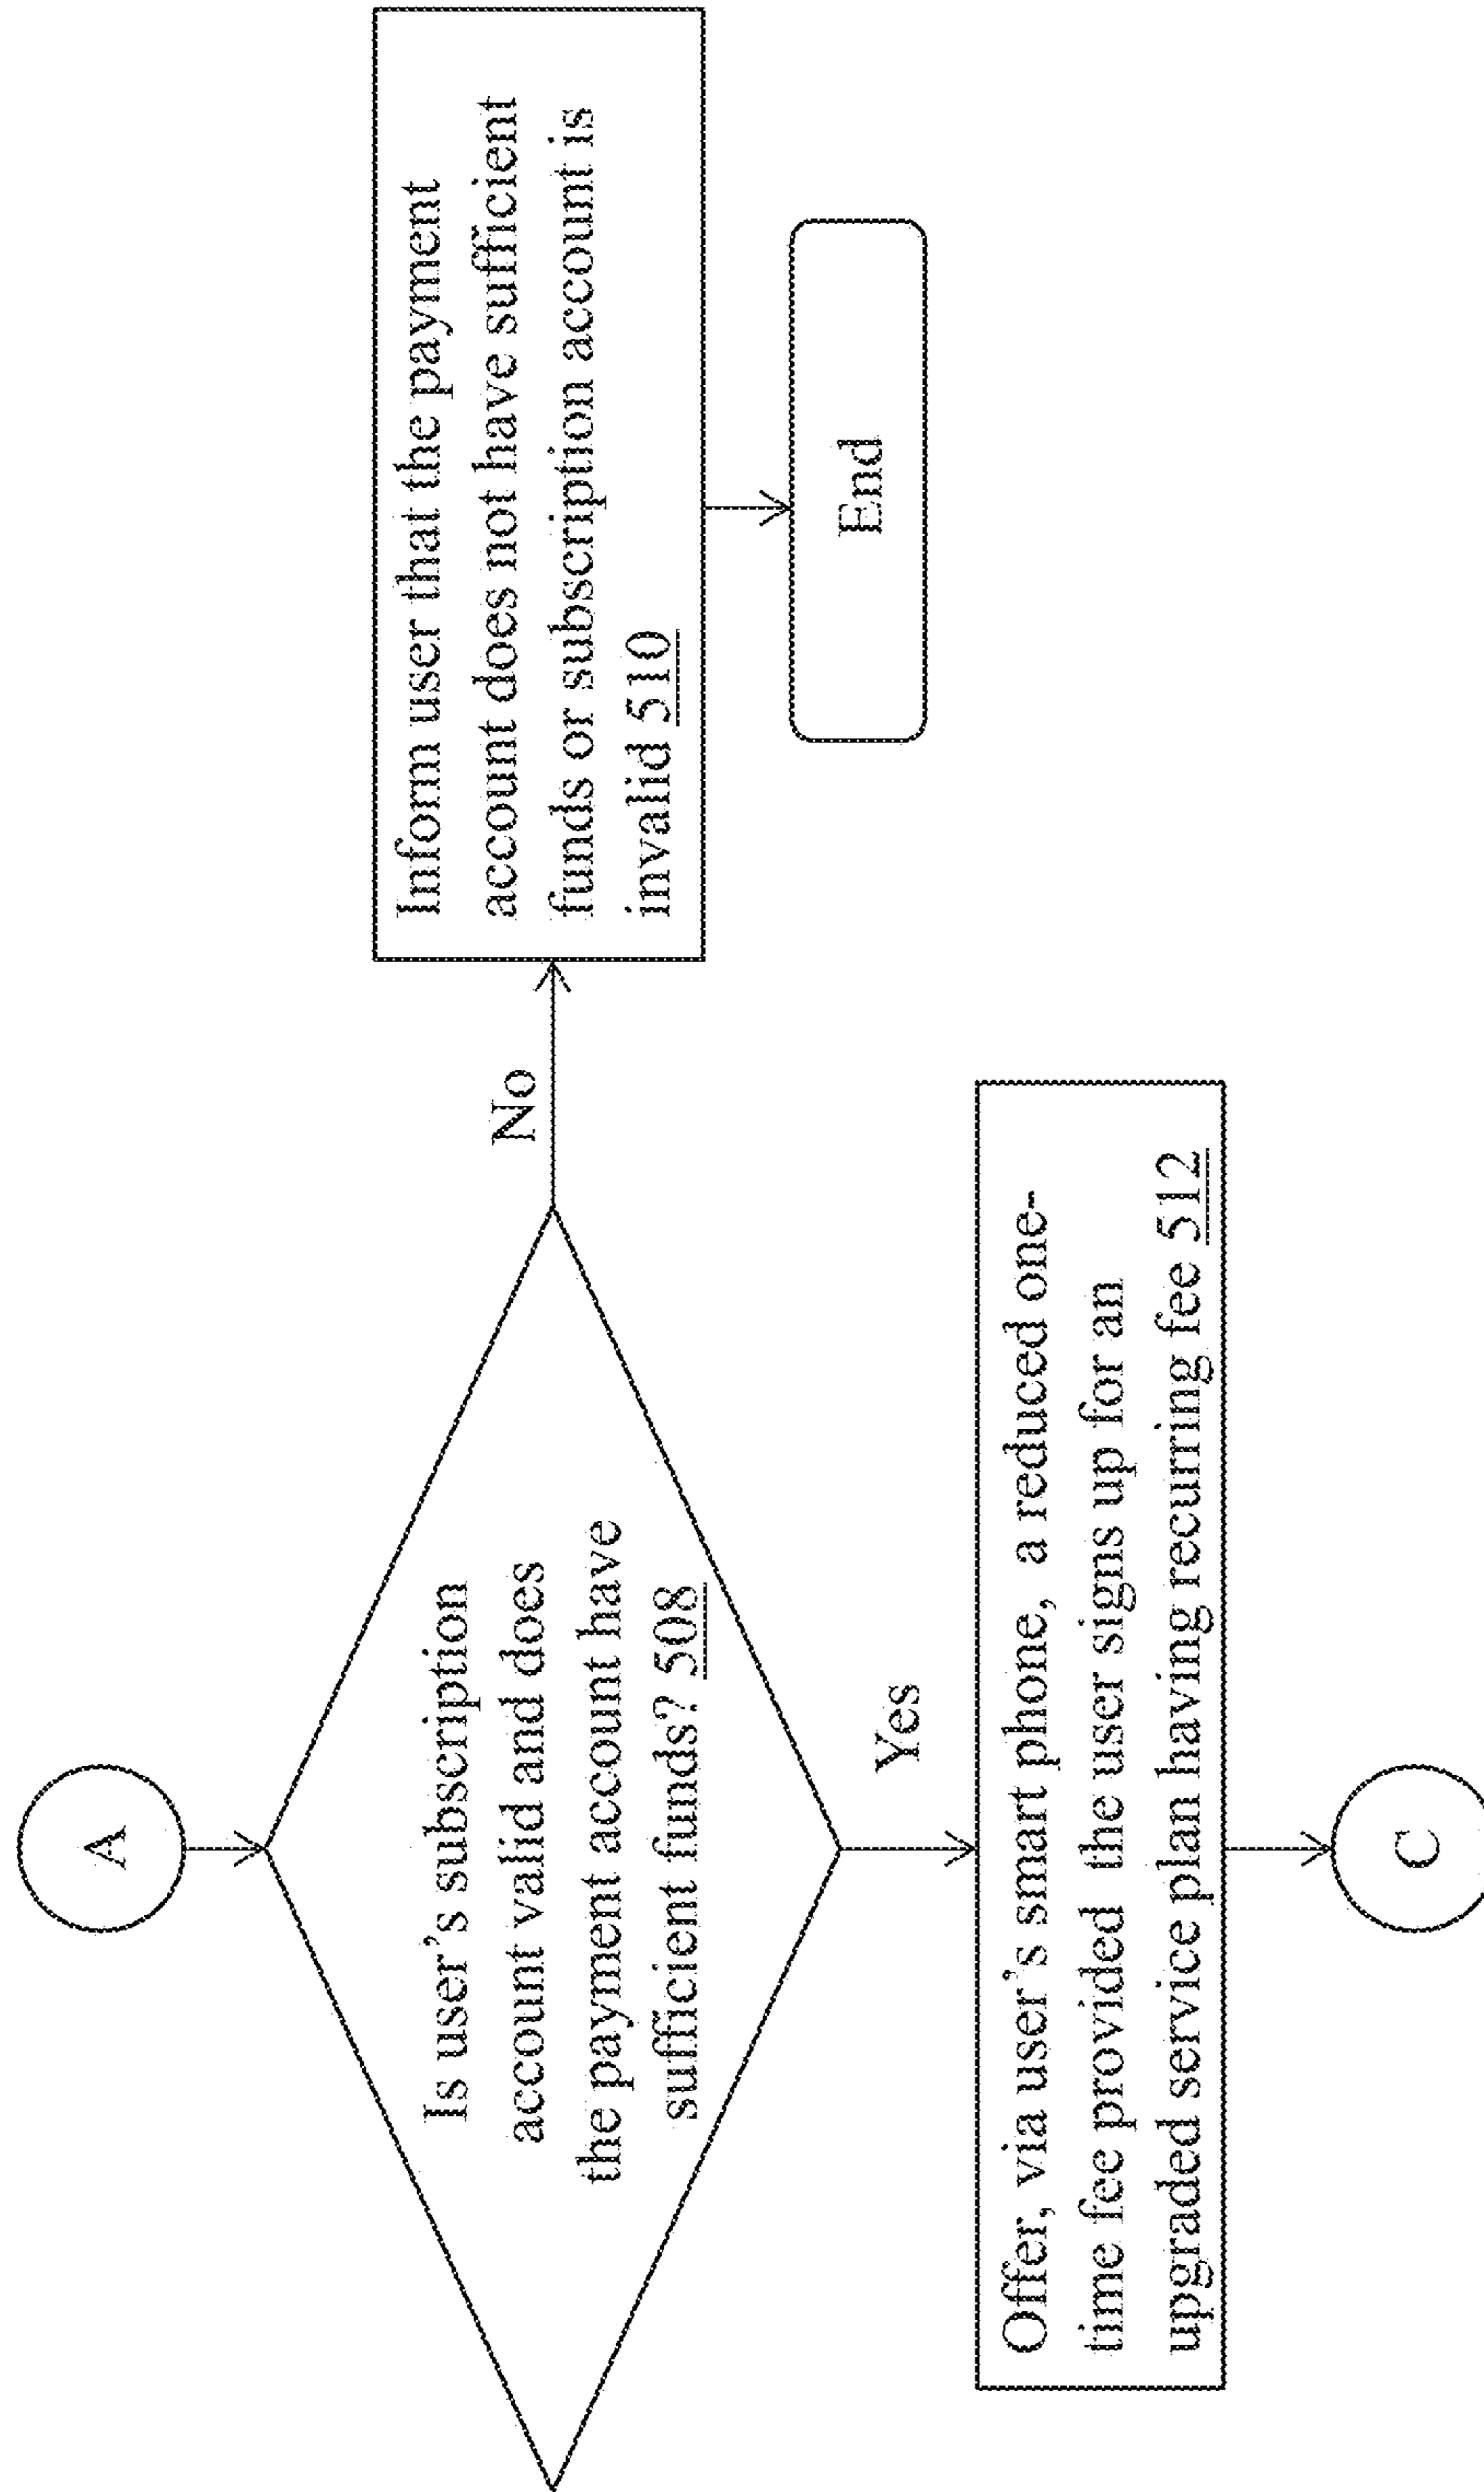 A
Is user's subscription
account valid and does
the payment account have
sufficient funds? 508
No
Inform user that the payment
account does not have sufficient
funds or subscription account is
invalid 510
End
Yes
Offer, via user's smart phone, a reduced one-
time fee provided the user signs up for an
upgraded service plan having recurring fee 512
C